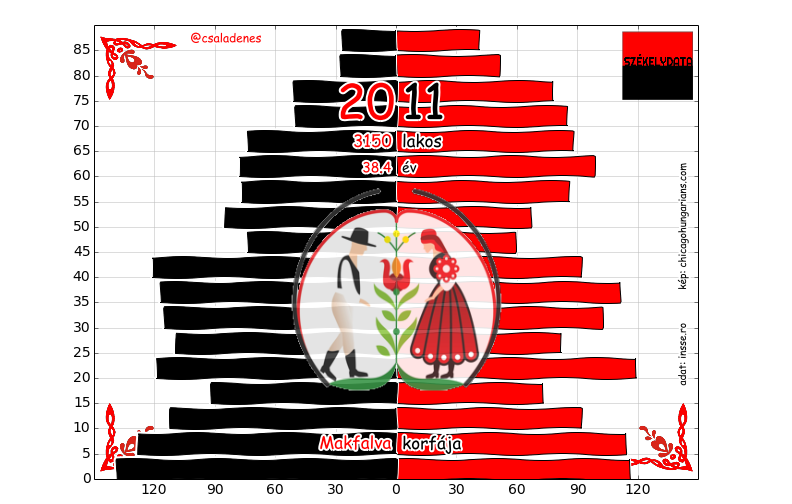 @csaladenes
SZÉKELYDATA
2011
3150 lakos
38.4 év
kép: chicagohungarians.com
adat: insse.ro
Makfalva korfája
85
80
75
70
65
60
55
50
45
40
35
30
25
20
15
10
5
0
120 90 60 30 0 30 60 90 120